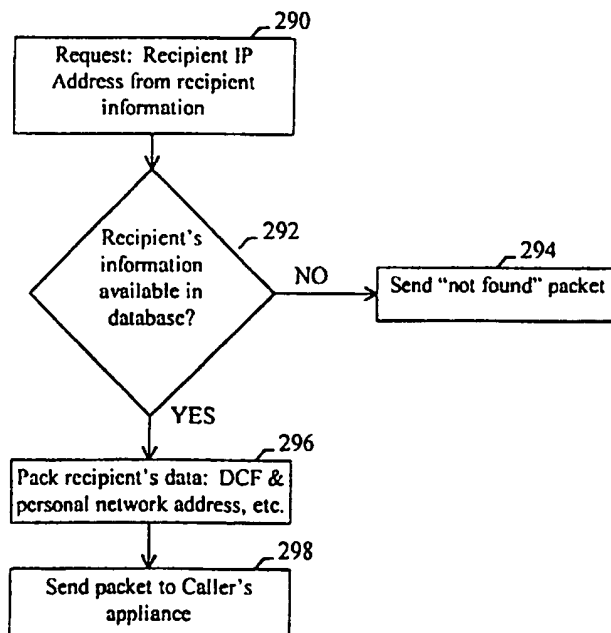 290
Request: Recipient IP
Address from recipient
information
292
Recipient's
information
available in
database?
NO
294
Send "not found" packet
YES
296
Pack recipient's data: DCF &
personal network address, etc.
298
Send packet to Caller's
appliance